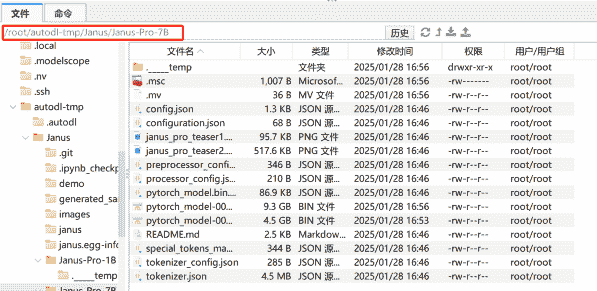 文件 命令
/root/autodl-tmp/Janus/Janus-Pro-7B 历史
.local
.modelscope
.nv
.ssh
autodl-tmp
.autodl
Janus
.git
.ipynb_checkp
demo
generated_sa
images
janus
janus.egg-info
Janus-Pro-1B
._____temp
Janus-Pro-7B
文件名 大小 类型 修改时间 权限 用户/用户组
._____temp 文件夹 2025/01/28 16:56 drwxr-xr-x root/root
.msc 1,007 B Microsof... 2025/01/28 16:56 -rw------- root/root
.mv 36 B MV 文件 2025/01/28 16:56 -rw-r--r-- root/root
config.json 1.3 KB JSON 源... 2025/01/28 16:46 -rw-r--r-- root/root
configuration.json 68 B JSON 源... 2025/01/28 16:46 -rw-r--r-- root/root
janus_pro_teaser1.... 95.7 KB PNG 文件 2025/01/28 16:46 -rw-r--r-- root/root
janus_pro_teaser2.... 517.6 KB PNG 文件 2025/01/28 16:46 -rw-r--r-- root/root
preprocessor_confi... 346 B JSON 源... 2025/01/28 16:46 -rw-r--r-- root/root
processor_config.js... 210 B JSON 源... 2025/01/28 16:46 -rw-r--r-- root/root
pytorch_model.bin.... 86.9 KB JSON 源... 2025/01/28 16:46 -rw-r--r-- root/root
pytorch_model-00... 9.3 GB BIN 文件 2025/01/28 16:56 -rw-r--r-- root/root
pytorch_model-00... 4.5 GB BIN 文件 2025/01/28 16:53 -rw-r--r-- root/root
README.md 2.5 KB Markdow... 2025/01/28 16:46 -rw-r--r-- root/root
special_tokens_ma... 344 B JSON 源... 2025/01/28 16:46 -rw-r--r-- root/root
tokenizer_config.js... 285 B JSON 源... 2025/01/28 16:46 -rw-r--r-- root/root
tokenizer.json 4.5 MB JSON 源... 2025/01/28 16:46 -rw-r--r-- root/root